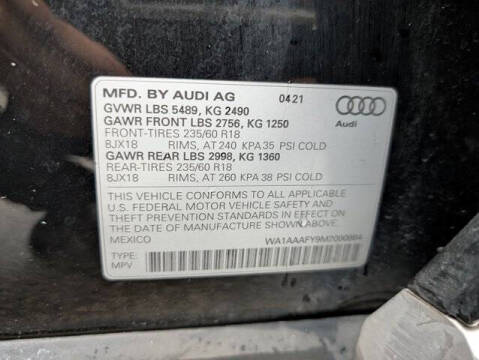 MFD. BY AUDI AG 04 21
GVWR LBS 5489, KG 2490
GAWR FRONT LBS 2756, KG 1250
FRONT-TIRES 235/60 R18
8JX18 RIMS, AT 240 KPA 35 PSI COLD
GAWR REAR LBS 2998, KG 1360
REAR-TIRES 235/60 R18
8JX18 RIMS, AT 260 KPA 38 PSI COLD
Audi
THIS VEHICLE CONFORMS TO ALL APPLICABLE
U.S. FEDERAL MOTOR VEHICLE SAFETY AND
THEFT PREVENTION STANDARDS IN EFFECT ON
THE DATE OF MANUFACTURE SHOWN ABOVE.
MEXICO
TYPE:
MPV